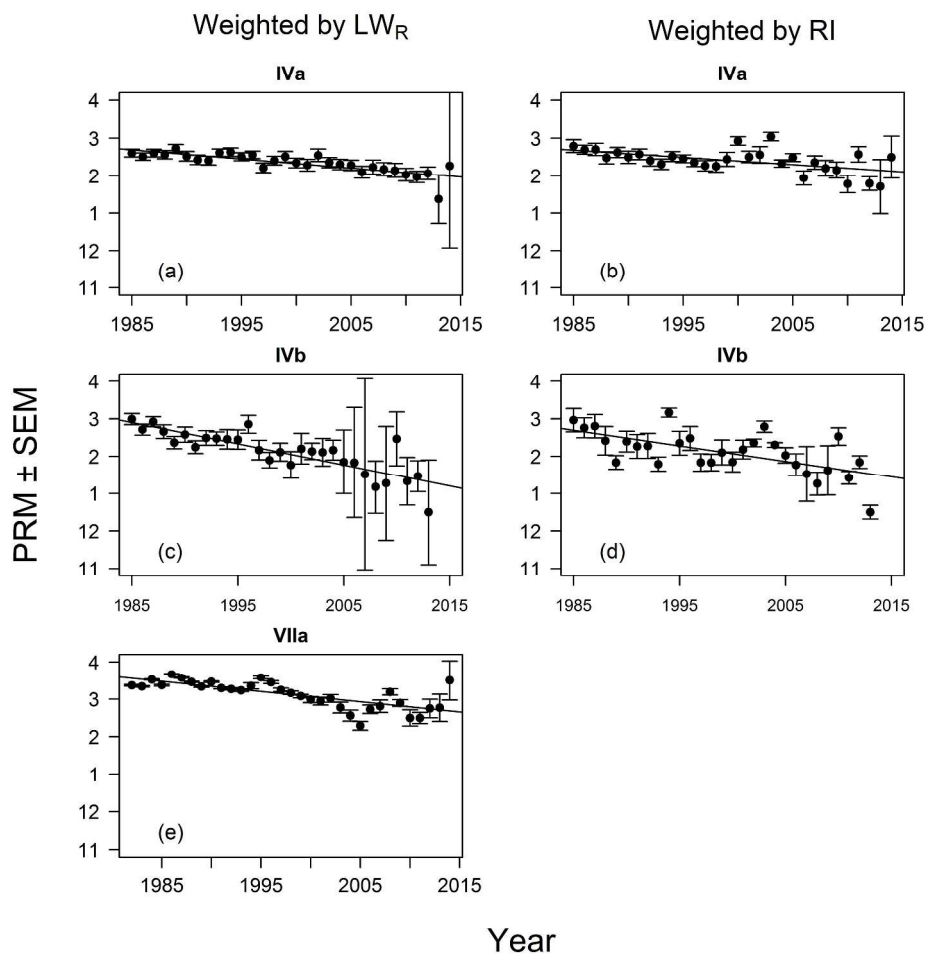 Weighted by LWR Weighted by RI
IVa IVa
4 4
3 3
2 2
1 1
12 12
11 11
(a) (b)
1985 1995 2005 2015 1985 1995 2005 2015
IVb IVb
4 4
3 3
2 2
1 1
12 12
11 11
(c) (d)
1985 1995 2005 2015 1985 1995 2005 2015
VIIa
4
3
2
1
12
11
(e)
1985 1995 2005 2015
PRM ± SEM
Year